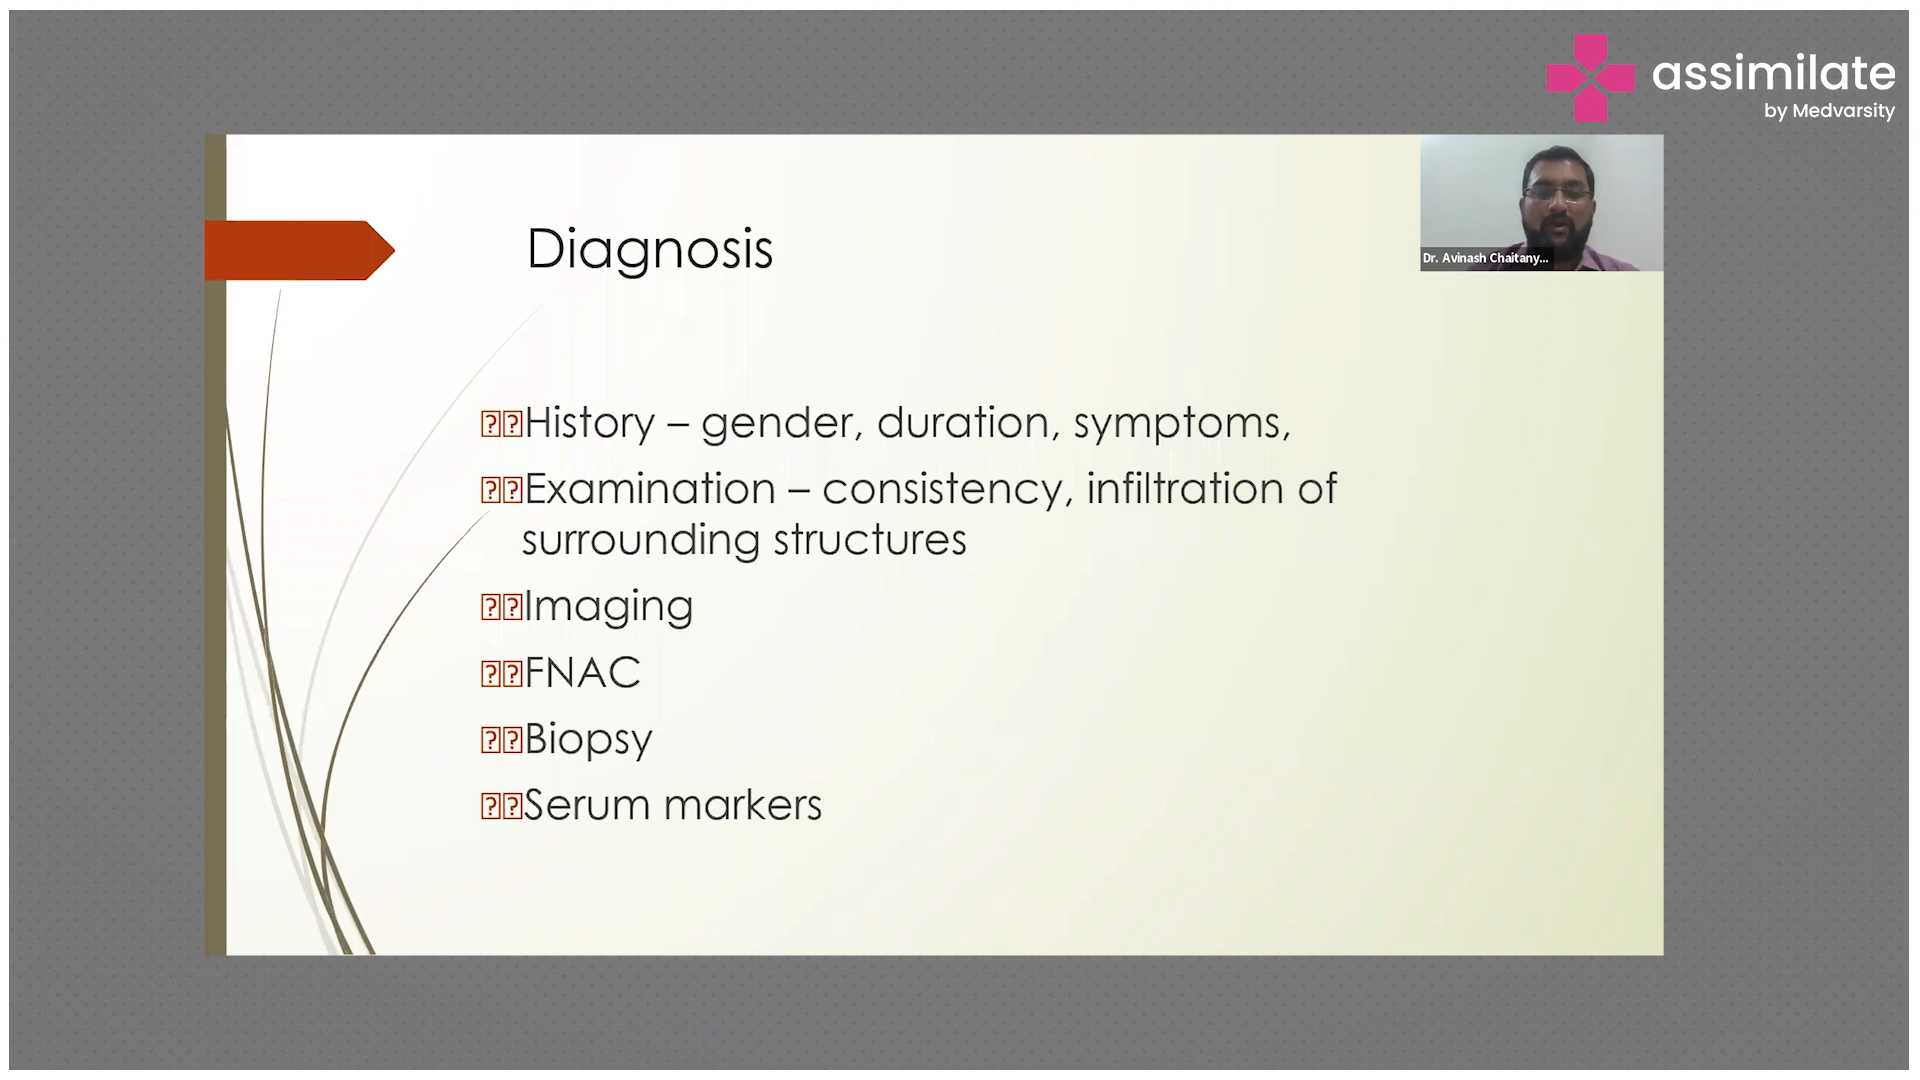 assimilate
by Medvarsity
Dr. Avinash Chaitany...
Diagnosis
History – gender, duration, symptoms,
Examination – consistency, infiltration of
surrounding structures
Imaging
FNAC
Biopsy
Serum markers